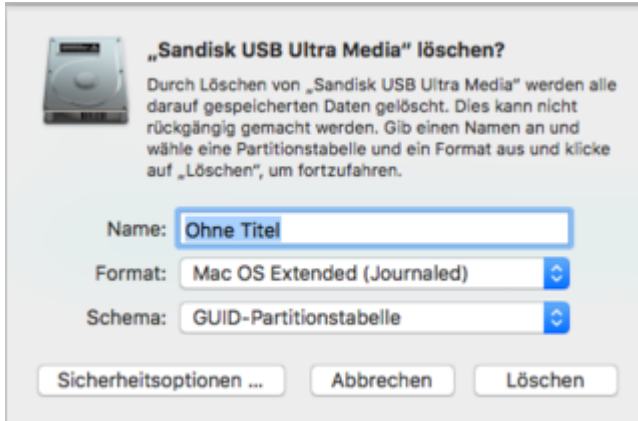 „Sandisk USB Ultra Media“ löschen?
Durch Löschen von „Sandisk USB Ultra Media“ werden alle
darauf gespeicherten Daten gelöscht. Dies kann nicht
rückgängig gemacht werden. Gib einen Namen an und
wähle eine Partitionstabelle und ein Format aus und klicke
auf „Löschen“, um fortzufahren.
Name: Ohne Titel
Format: Mac OS Extended (Journaled)
Schema: GUID-Partitionstabelle
Sicherheitsoptionen ... Abbrechen Löschen